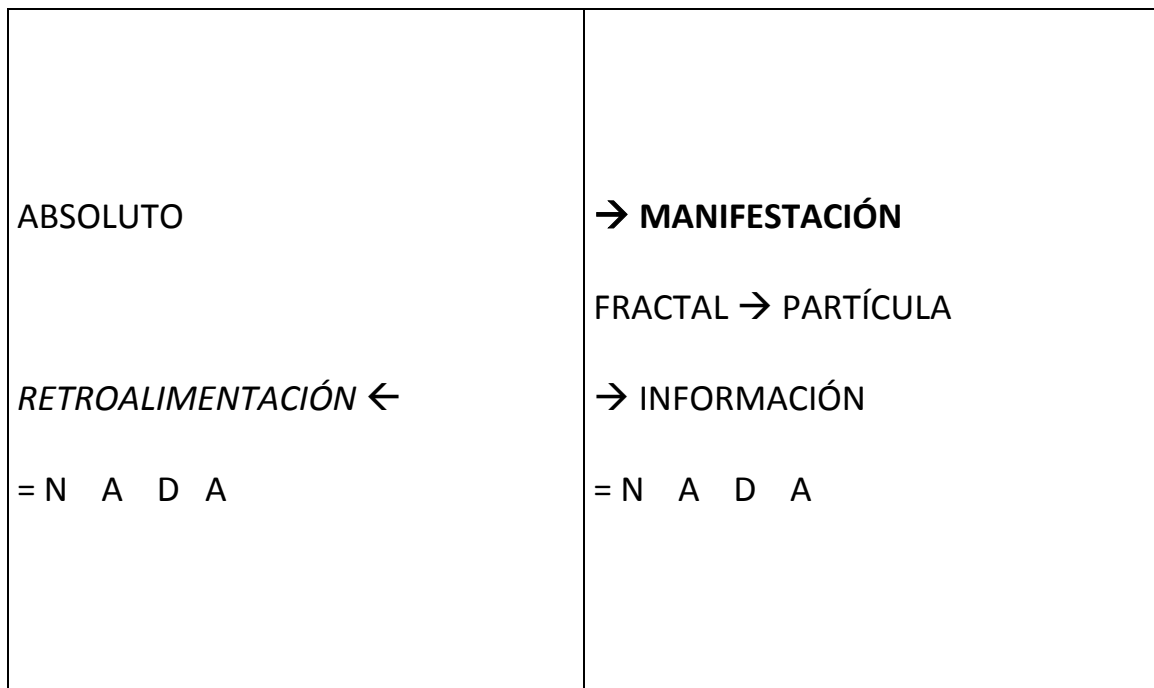 ABSOLUTO → MANIFESTACIÓN
FRACTAL → PARTÍCULA
RETROALIMENTACIÓN ← → INFORMACIÓN
= N A D A = N A D A